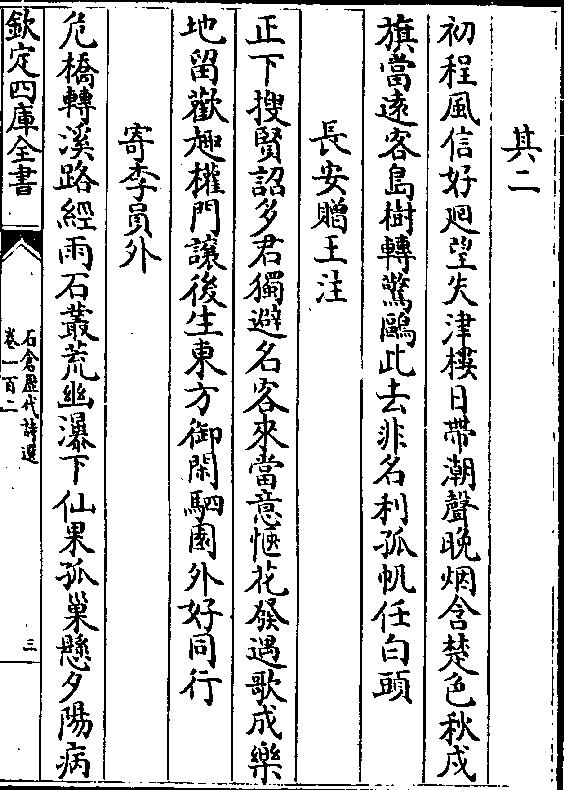 其二
初程風信好廻望失津樓日帶潮聲晚烟含楚色秋戍
旗當遠客島樹轉驚鷗此去非名利孤帆任白頭
長安贈王注
正下搜賢詔多君獨避名客來當意愜花發遇歌成樂
地留歡趣權門讓後生東方御閑駟園外好同行
寄李員外
危橋轉溪路經雨石叢荒幽瀑下仙果孤巢懸夕陽病
欽定四庫全書
石倉歷代詩選
卷一百二
三